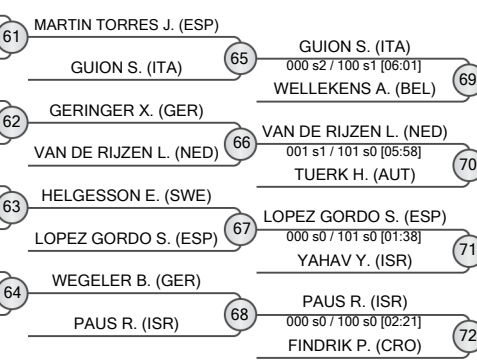 61
MARTIN TORRES J. (ESP)
GUION S. (ITA)
65
GUION S. (ITA)
000 s2 / 100 s1 [06:01]
WELLEKENS A. (BEL)
69
62
GERINGER X. (GER)
VAN DE RIJZEN L. (NED)
66
VAN DE RIJZEN L. (NED)
001 s1 / 101 s0 [05:58]
TUERK H. (AUT)
70
63
HELGESSON E. (SWE)
LOPEZ GORDO S. (ESP)
67
LOPEZ GORDO S. (ESP)
000 s0 / 101 s0 [01:38]
YAHAV Y. (ISR)
71
64
WEGELER B. (GER)
PAUS R. (ISR)
68
PAUS R. (ISR)
000 s0 / 100 s0 [02:21]
FINDRIK P. (CRO)
72